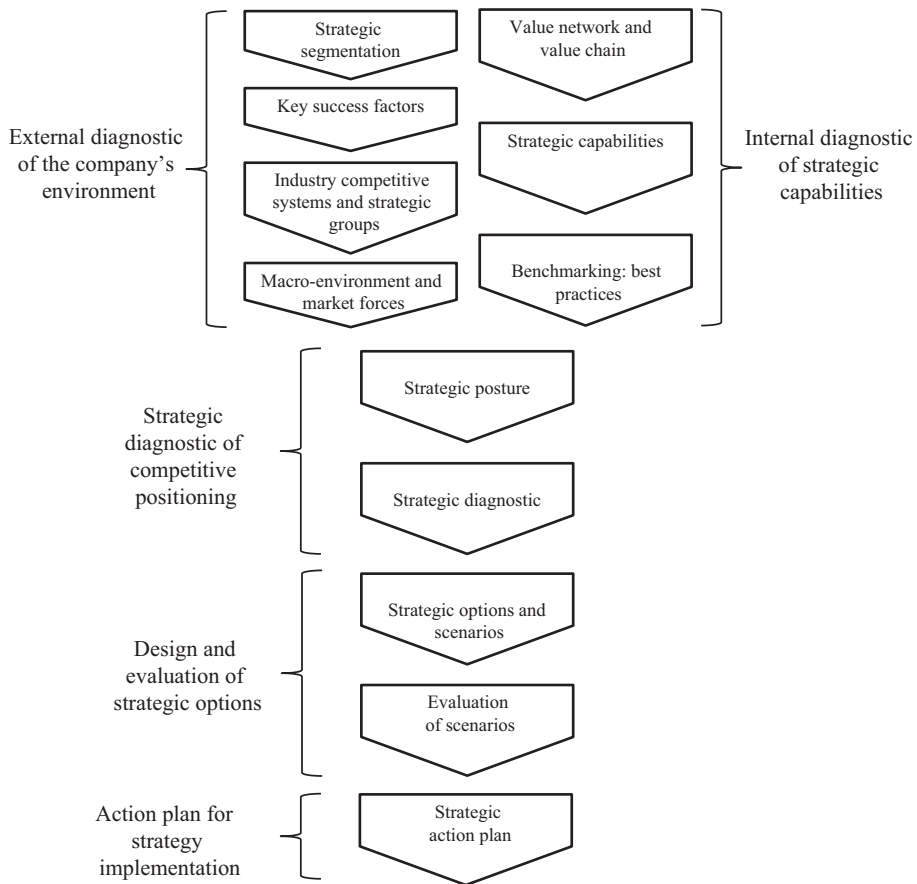 External diagnostic
of the company's
environment
Strategic
segmentation
Key success factors
Industry competitive
systems and strategic
groups
Macro-environment and
market forces
Value network and
value chain
Strategic capabilities
Benchmarking: best
practices
Internal diagnostic
of strategic
capabilities
Strategic
diagnostic of
competitive
positioning
Strategic posture
Strategic diagnostic
Design and
evaluation of
strategic options
Strategic options and
scenarios
Evaluation
of scenarios
Action plan for
strategy
implementation
Strategic
action plan